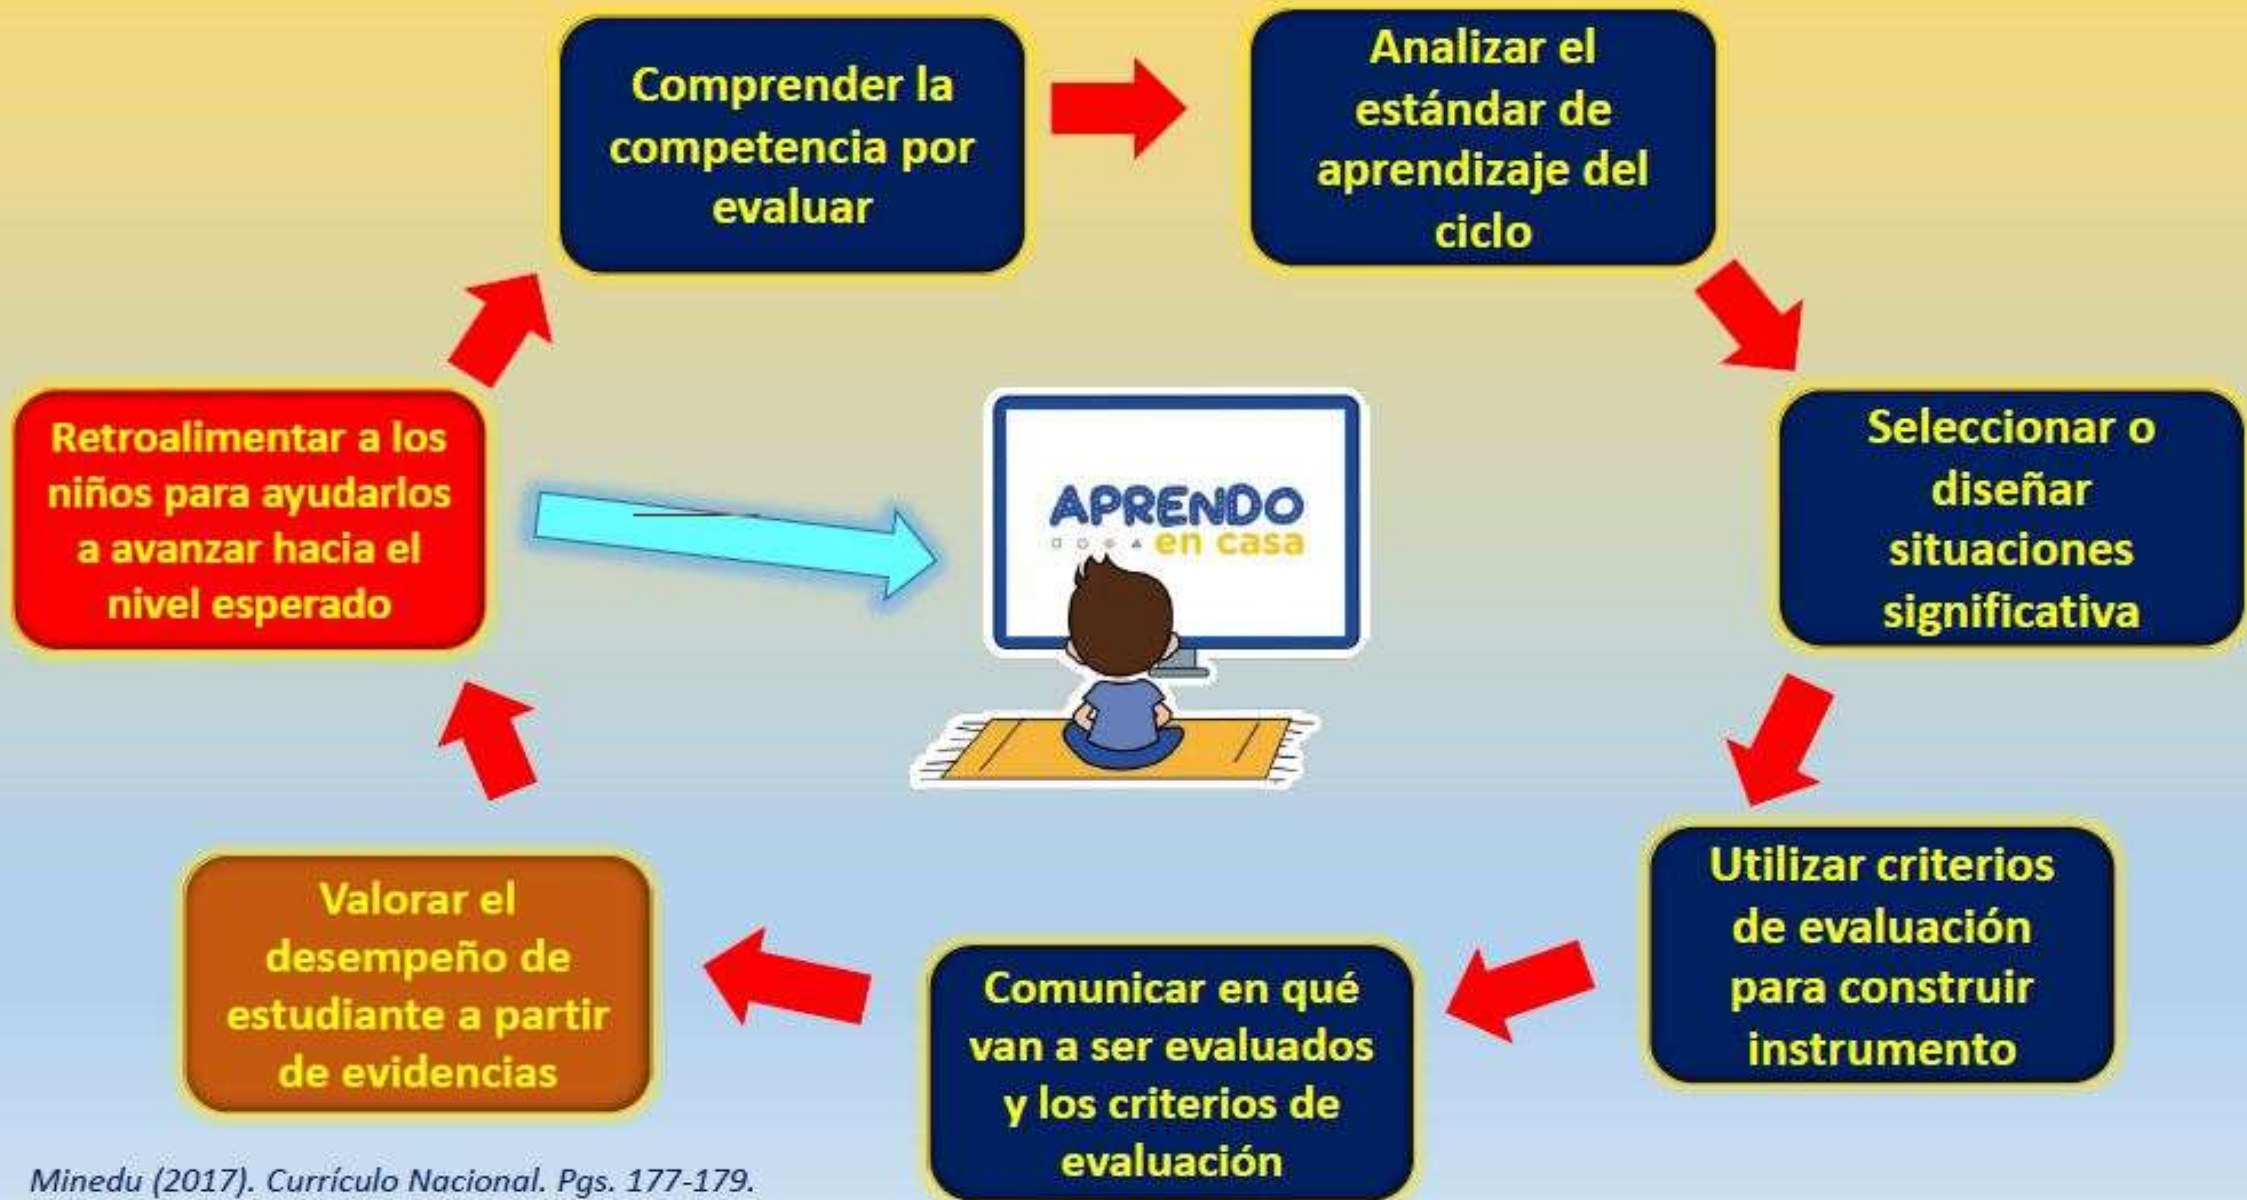 Comprender la
competencia por
evaluar
Analizar el
estándar de
aprendizaje del
ciclo
Seleccionar o
diseñar
situaciones
significativa
Utilizar criterios
de evaluación
para construir
instrumento
Comunicar en qué
van a ser evaluados
y los criterios de
evaluación
Valorar el
desempeño de
estudiante a partir
de evidencias
Retroalimentar a los
niños para ayudarlos
a avanzar hacia el
nivel esperado
APRENDO
en casa
Minedu (2017). Currículo Nacional. Pgs. 177-179.